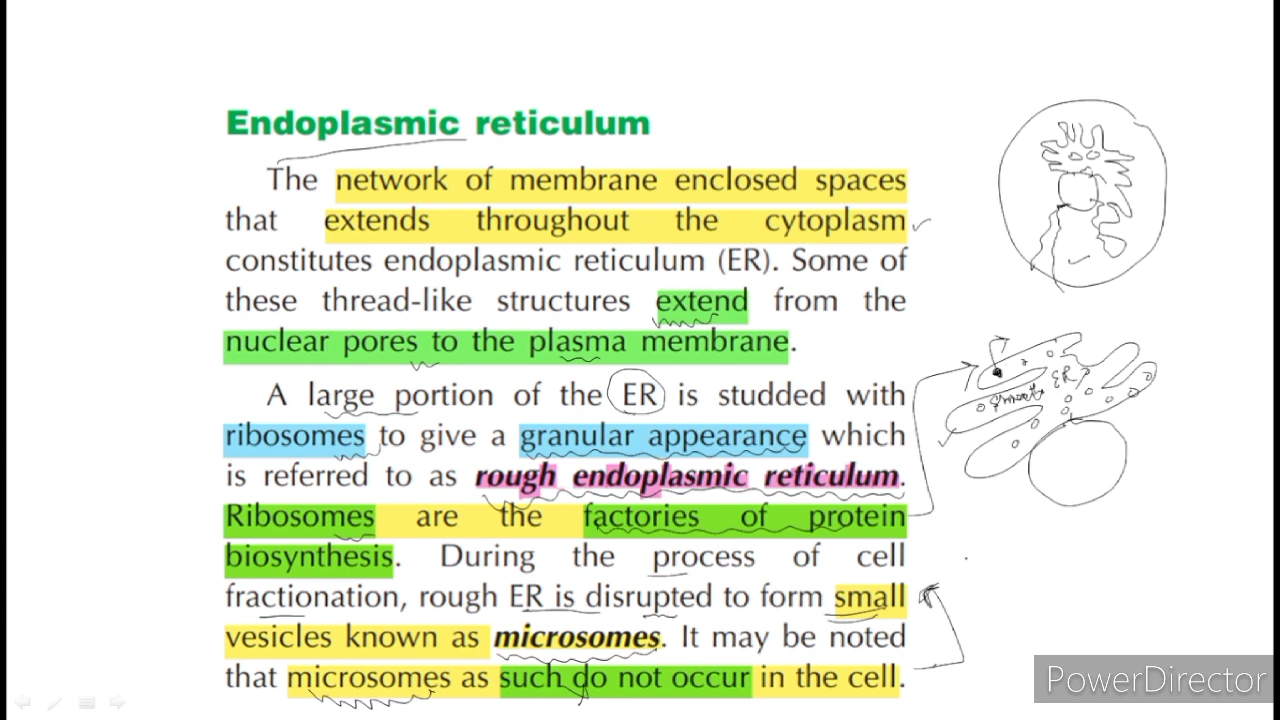 Endoplasmic reticulum
The network of membrane enclosed spaces
that extends throughout the cytoplasm
constitutes endoplasmic reticulum (ER). Some of
these thread-like structures extend from the
nuclear pores to the plasma membrane.
A large portion of the ER is studded with
ribosomes to give a granular appearance which
is referred to as rough endoplasmic reticulum.
Ribosomes are the factories of protein
biosynthesis. During the process of cell
fractionation, rough ER is disrupted to form small
vesicles known as microsomes. It may be noted
that microsomes as such do not occur in the cell.
ER
PowerDirector